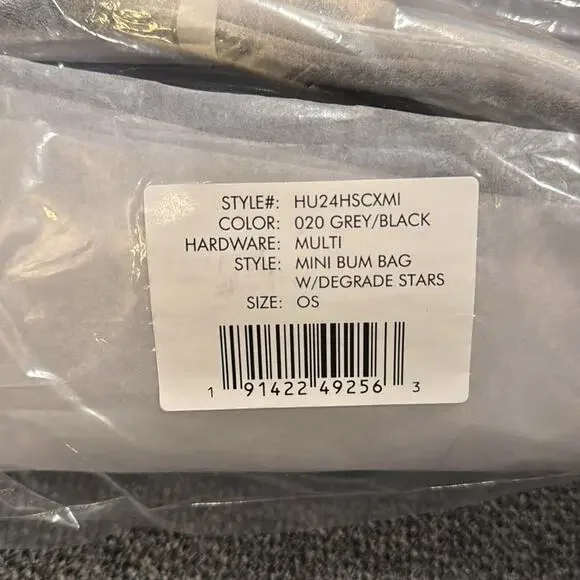 STYLE#: HU24HSCXMI
COLOR: 020 GREY/BLACK
HARDWARE: MULTI
STYLE: MINI BUM BAG
W/DEGRADE STARS
SIZE: OS
1 91422 49256 3